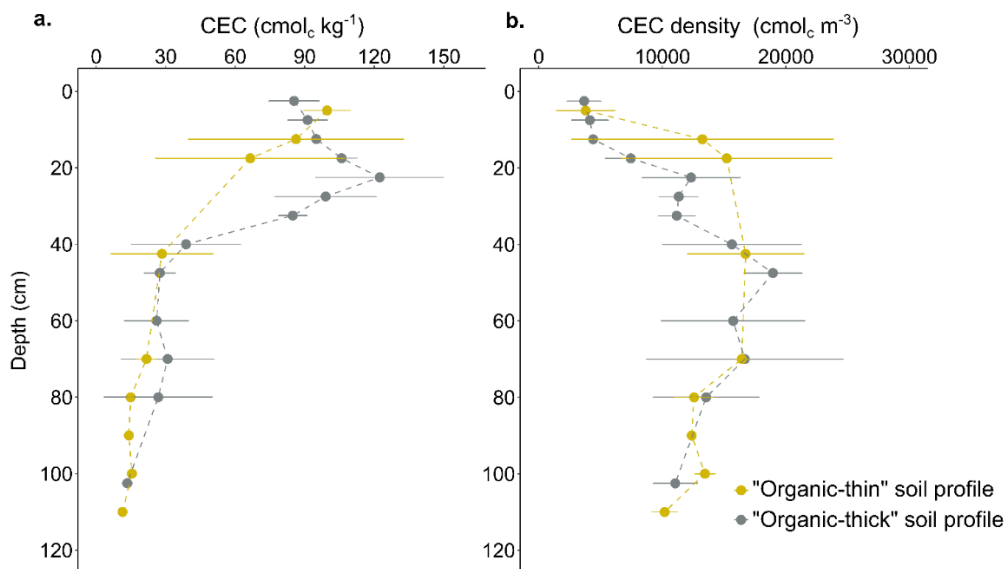 a.
CEC (cmolc kg-1)
0 30 60 90 120 150
Depth (cm)
0
20
40
60
80
100
120
b.
CEC density (cmolc m-3)
0 10000 20000 30000
0
20
40
60
80
100
120
"Organic-thin" soil profile
"Organic-thick" soil profile